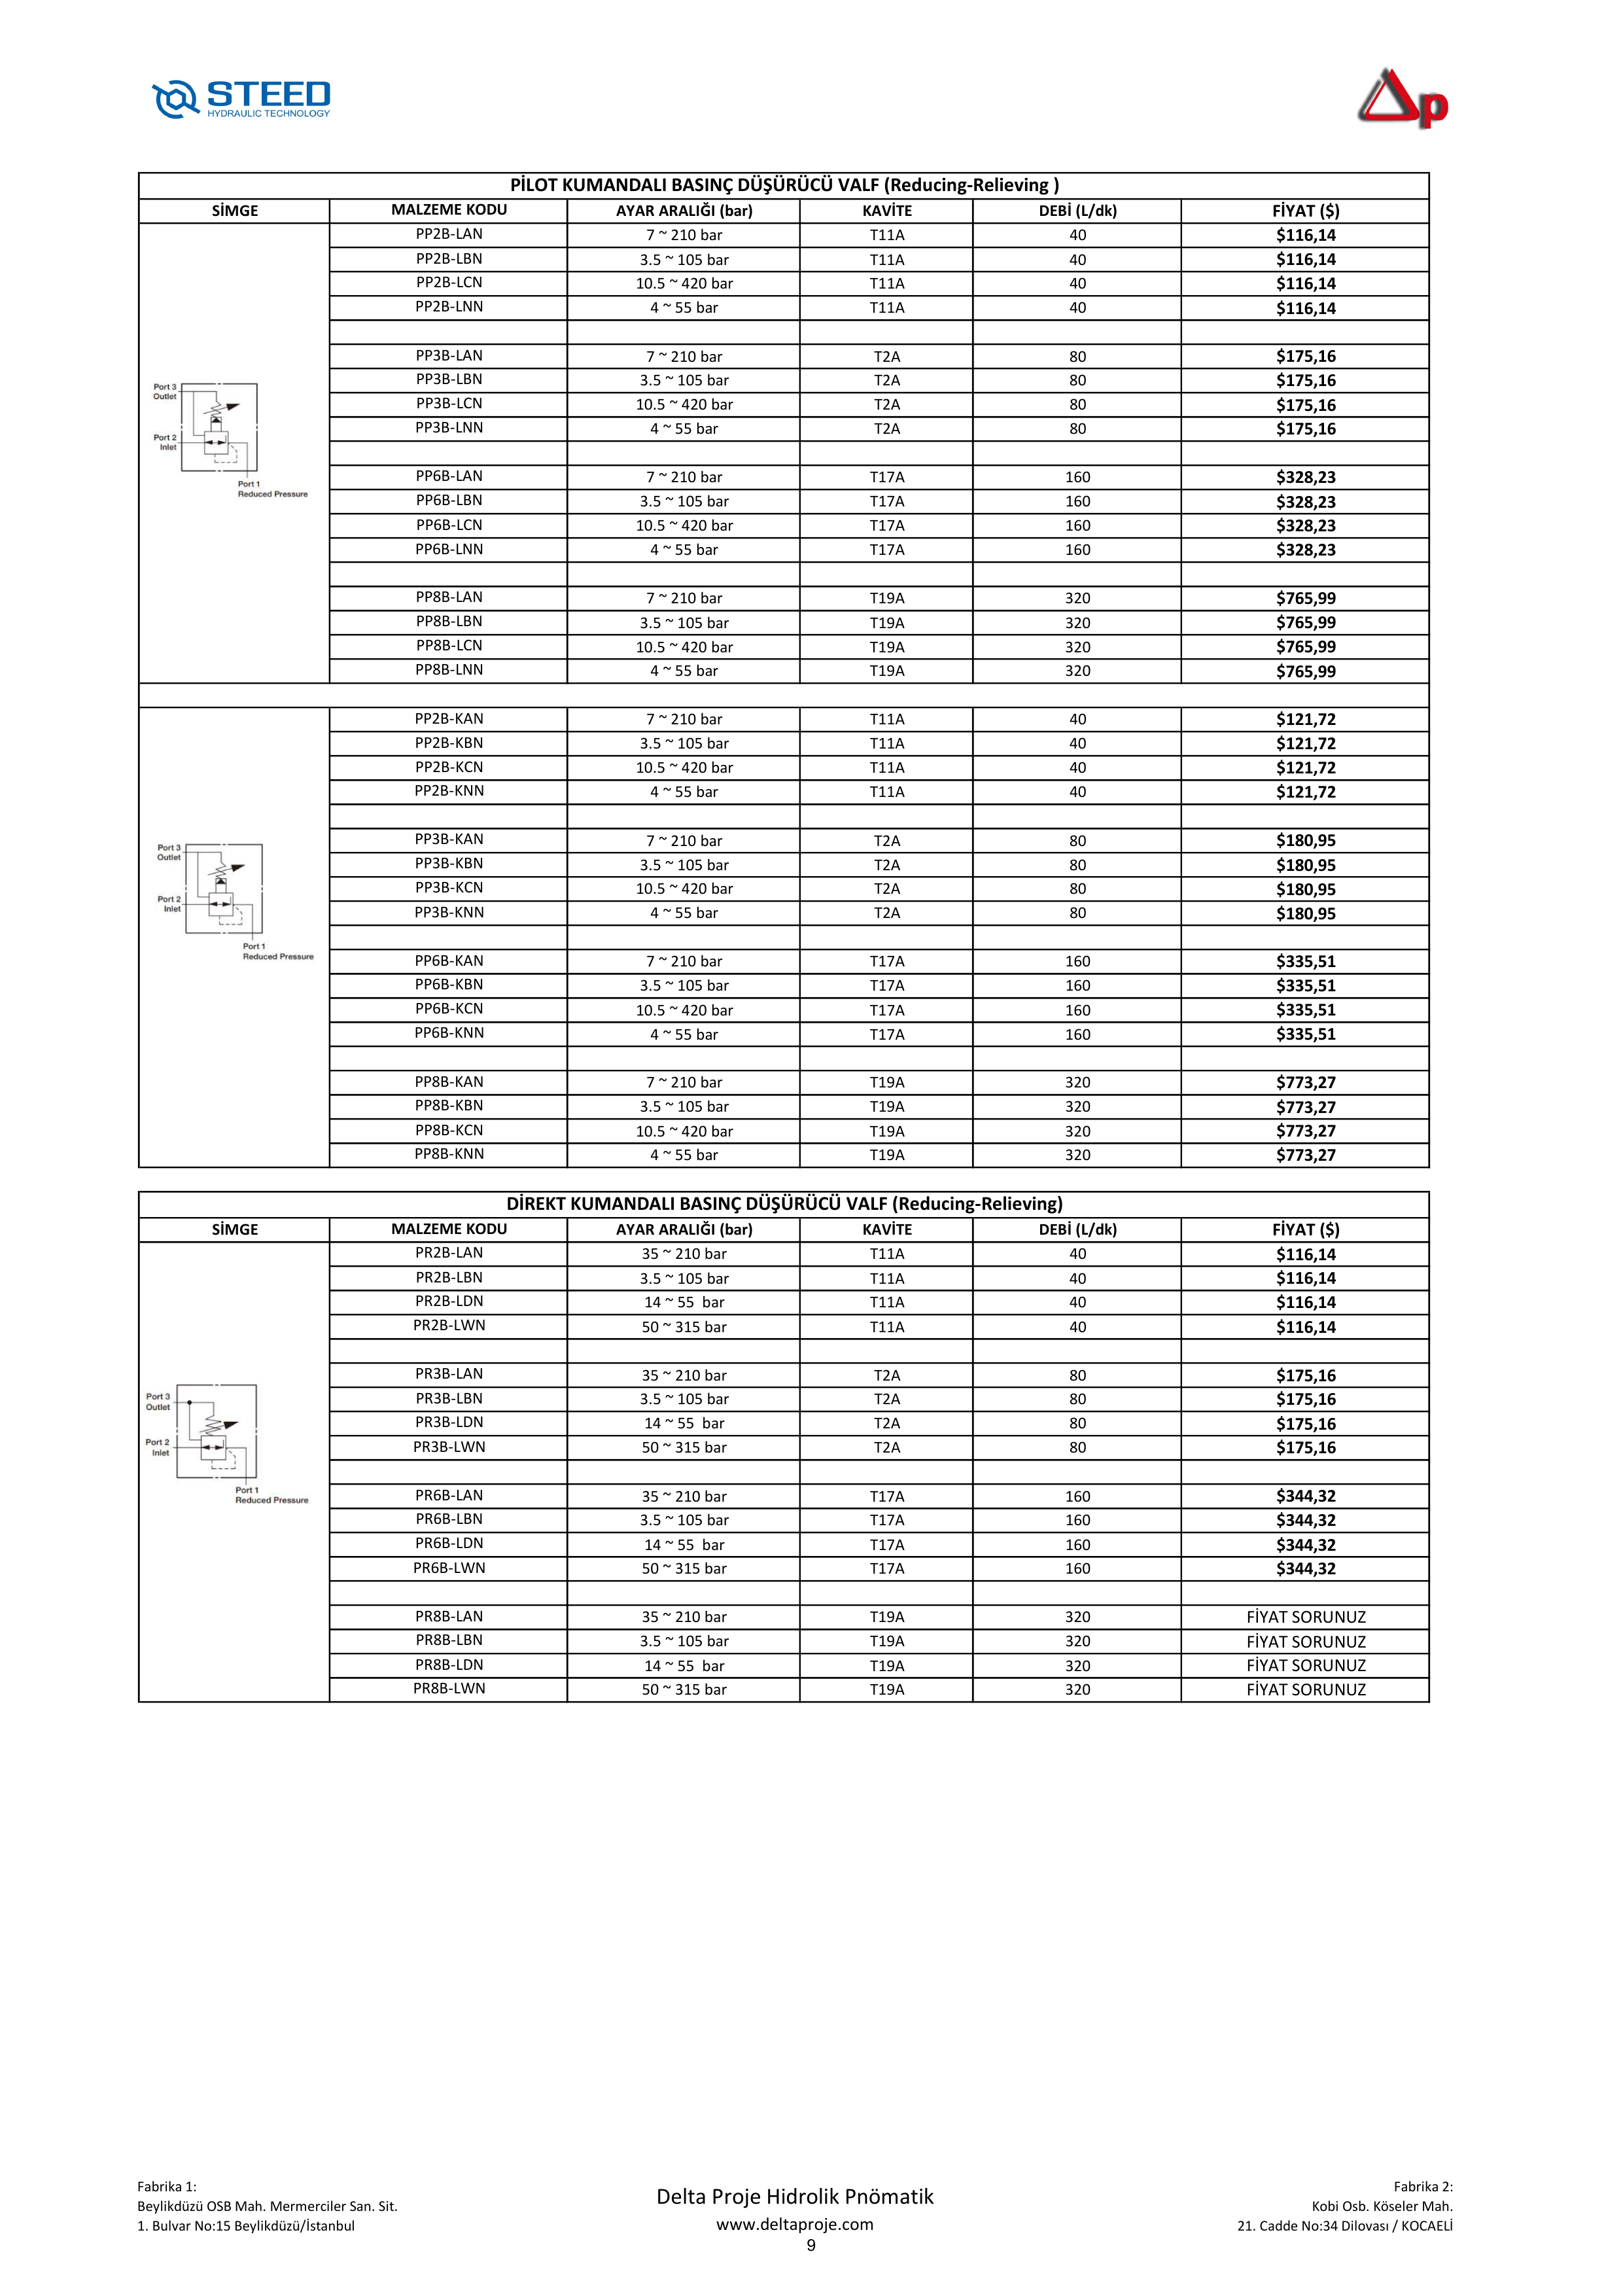 STEED
HYDRAULIC TECHNOLOGY
p
PİLOT KUMANDALI BASINÇ DÜŞÜRÜCÜ VALF (Reducing-Relieving )
SİMGE MALZEME KODU AYAR ARALIĞI (bar) KAVİTE DEBİ (L/dk) FİYAT ($)
PP2B-LAN 7 ~ 210 bar T11A 40 $116,14
PP2B-LBN 3.5 ~ 105 bar T11A 40 $116,14
PP2B-LCN 10.5 ~ 420 bar T11A 40 $116,14
PP2B-LNN 4 ~ 55 bar T11A 40 $116,14
PP3B-LAN 7 ~ 210 bar T2A 80 $175,16
PP3B-LBN 3.5 ~ 105 bar T2A 80 $175,16
PP3B-LCN 10.5 ~ 420 bar T2A 80 $175,16
PP3B-LNN 4 ~ 55 bar T2A 80 $175,16
Port 3
Outlet
Port 2
Inlet
Port 1
Reduced Pressure
PP6B-LAN 7 ~ 210 bar T17A 160 $328,23
PP6B-LBN 3.5 ~ 105 bar T17A 160 $328,23
PP6B-LCN 10.5 ~ 420 bar T17A 160 $328,23
PP6B-LNN 4 ~ 55 bar T17A 160 $328,23
PP8B-LAN 7 ~ 210 bar T19A 320 $765,99
PP8B-LBN 3.5 ~ 105 bar T19A 320 $765,99
PP8B-LCN 10.5 ~ 420 bar T19A 320 $765,99
PP8B-LNN 4 ~ 55 bar T19A 320 $765,99
PP2B-KAN 7 ~ 210 bar T11A 40 $121,72
PP2B-KBN 3.5 ~ 105 bar T11A 40 $121,72
PP2B-KCN 10.5 ~ 420 bar T11A 40 $121,72
PP2B-KNN 4 ~ 55 bar T11A 40 $121,72
PP3B-KAN 7 ~ 210 bar T2A 80 $180,95
PP3B-KBN 3.5 ~ 105 bar T2A 80 $180,95
PP3B-KCN 10.5 ~ 420 bar T2A 80 $180,95
PP3B-KNN 4 ~ 55 bar T2A 80 $180,95
Port 3
Outlet
Port 2
Inlet
Port 1
Reduced Pressure
PP6B-KAN 7 ~ 210 bar T17A 160 $335,51
PP6B-KBN 3.5 ~ 105 bar T17A 160 $335,51
PP6B-KCN 10.5 ~ 420 bar T17A 160 $335,51
PP6B-KNN 4 ~ 55 bar T17A 160 $335,51
PP8B-KAN 7 ~ 210 bar T19A 320 $773,27
PP8B-KBN 3.5 ~ 105 bar T19A 320 $773,27
PP8B-KCN 10.5 ~ 420 bar T19A 320 $773,27
PP8B-KNN 4 ~ 55 bar T19A 320 $773,27
DİREKT KUMANDALI BASINÇ DÜŞÜRÜCÜ VALF (Reducing-Relieving)
SİMGE MALZEME KODU AYAR ARALIĞI (bar) KAVİTE DEBİ (L/dk) FİYAT ($)
PR2B-LAN 35 ~ 210 bar T11A 40 $116,14
PR2B-LBN 3.5 ~ 105 bar T11A 40 $116,14
PR2B-LDN 14 ~ 55 bar T11A 40 $116,14
PR2B-LWN 50 ~ 315 bar T11A 40 $116,14
PR3B-LAN 35 ~ 210 bar T2A 80 $175,16
PR3B-LBN 3.5 ~ 105 bar T2A 80 $175,16
PR3B-LDN 14 ~ 55 bar T2A 80 $175,16
PR3B-LWN 50 ~ 315 bar T2A 80 $175,16
Port 3
Outlet
Port 2
Inlet
Port 1
Reduced Pressure
PR6B-LAN 35 ~ 210 bar T17A 160 $344,32
PR6B-LBN 3.5 ~ 105 bar T17A 160 $344,32
PR6B-LDN 14 ~ 55 bar T17A 160 $344,32
PR6B-LWN 50 ~ 315 bar T17A 160 $344,32
PR8B-LAN 35 ~ 210 bar T19A 320 FİYAT SORUNUZ
PR8B-LBN 3.5 ~ 105 bar T19A 320 FİYAT SORUNUZ
PR8B-LDN 14 ~ 55 bar T19A 320 FİYAT SORUNUZ
PR8B-LWN 50 ~ 315 bar T19A 320 FİYAT SORUNUZ
Fabrika 1:
Beylikdüzü OSB Mah. Mermerciler San. Sit.
1. Bulvar No:15 Beylikdüzü/İstanbul
Delta Proje Hidrolik Pnömatik
www.deltaproje.com
9
Fabrika 2:
Kobi Osb. Köseler Mah.
21. Cadde No:34 Dilovası / KOCAELİ